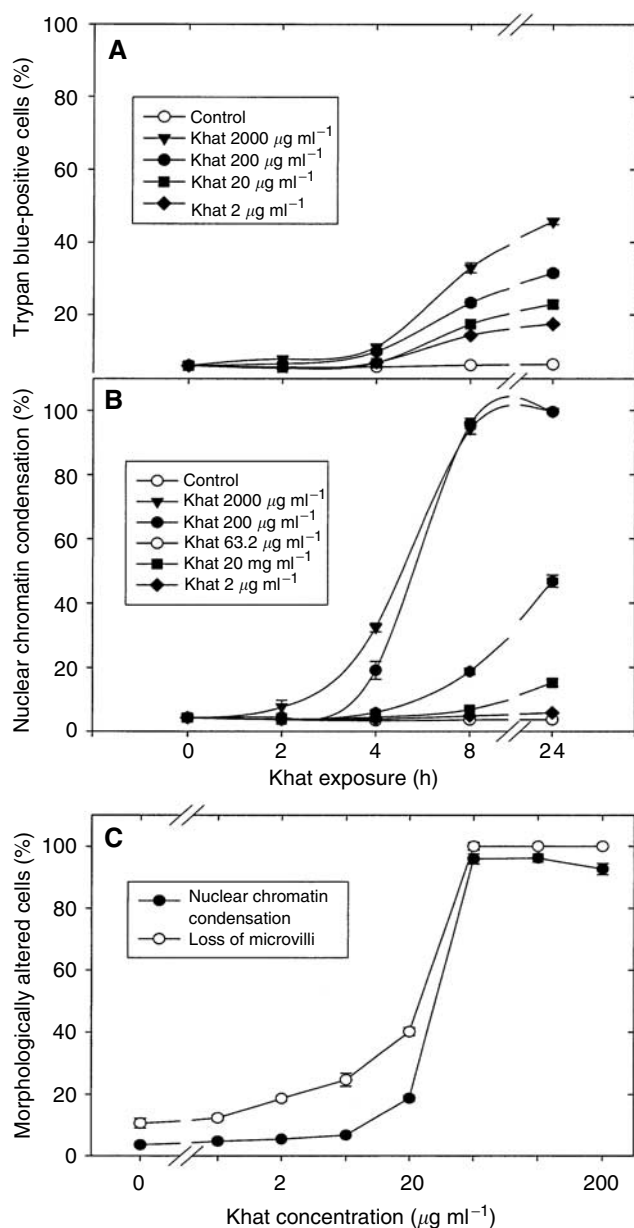 A
Trypan blue-positive cells (%)
100
80
60
40
20
Control
Khat 2000 μg ml⁻¹
Khat 200 μg ml⁻¹
Khat 20 μg ml⁻¹
Khat 2 μg ml⁻¹
B
Nuclear chromatin condensation (%)
100
80
60
40
20
0
Control
Khat 2000 μg ml⁻¹
Khat 200 μg ml⁻¹
Khat 63.2 μg ml⁻¹
Khat 20 mg ml⁻¹
Khat 2 μg ml⁻¹
0 2 4 8 24
Khat exposure (h)
C
Morphologically altered cells (%)
100
80
60
40
20
0
Nuclear chromatin
condensation
Loss of microvilli
0 2 20 200
Khat concentration (μg ml⁻¹)